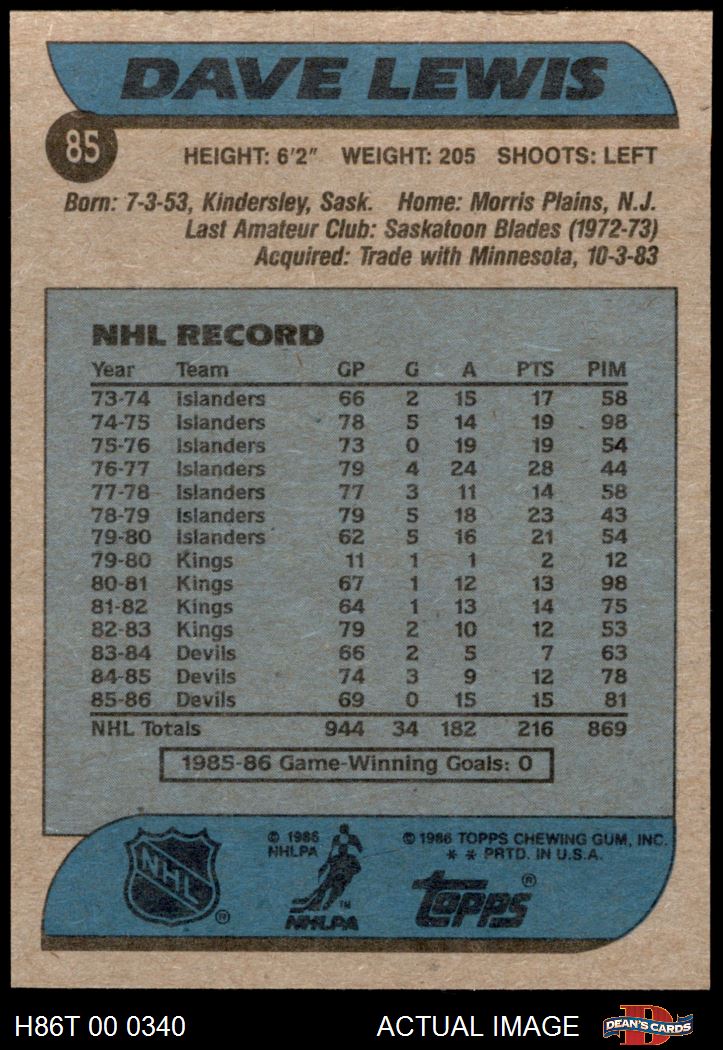 DAVE LEWIS
85
HEIGHT: 6'2" WEIGHT: 205 SHOOTS: LEFT
Born: 7-3-53, Kindersley, Sask. Home: Morris Plains, N.J.
Last Amateur Club: Saskatoon Blades (1972-73)
Acquired: Trade with Minnesota, 10-3-83
NHL RECORD
Year Team GP G A PTS PIM
73-74 Islanders 66 2 15 17 58
74-75 Islanders 78 5 14 19 98
75-76 Islanders 73 0 19 19 54
76-77 Islanders 79 4 24 28 44
77-78 Islanders 77 3 11 14 58
78-79 Islanders 79 5 18 23 43
79-80 Islanders 62 5 16 21 54
79-80 Kings 11 1 1 2 12
80-81 Kings 67 1 12 13 98
81-82 Kings 64 1 13 14 75
82-83 Kings 79 2 10 12 53
83-84 Devils 66 2 5 7 63
84-85 Devils 74 3 9 12 78
85-86 Devils 69 0 15 15 81
NHL Totals 944 34 182 216 869
1985-86 Game-Winning Goals: 0
NHL ®
© 1986
NHLPA
™
NHLPA
© 1986 TOPPS CHEWING GUM, INC.
* * PRTD. IN U.S.A.
topps ®
H86T 00 0340 ACTUAL IMAGE
D
DEAN'S CARDS